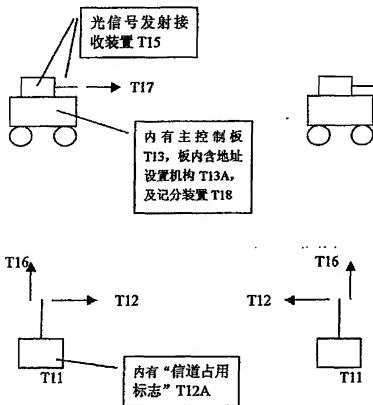 光信号发射接
收装置 T15
T17
内有主控制板
T13，板内含地址
设置机构 T13A，
及记分装置 T18
T16
T16
T12
T12
T11
T11
内有“信道占用
标志”T12A